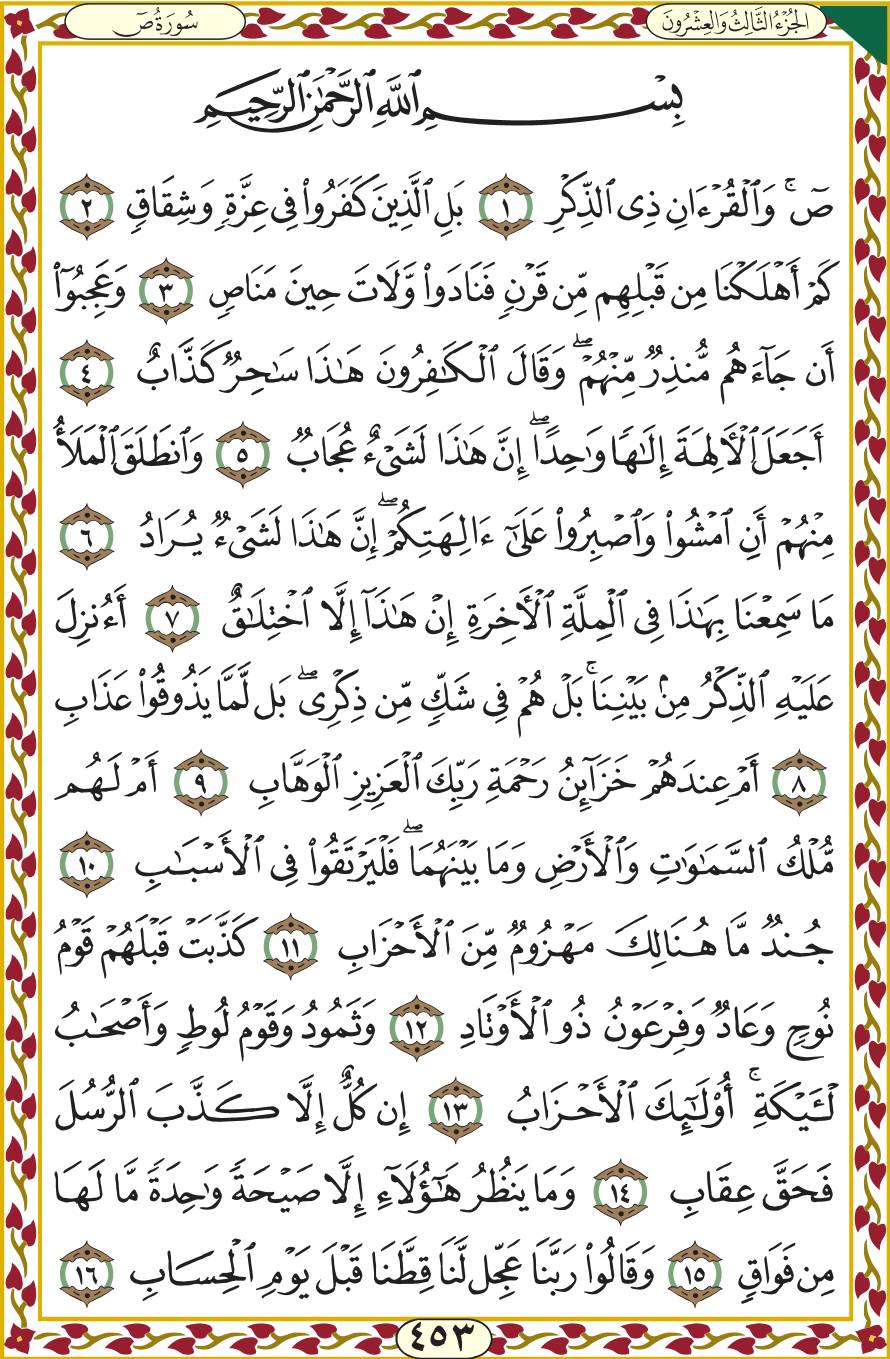 الجُزْءُ الثَّالِثُ وَالعِشْرُونَ
سُورَةُ صٓ
بِسْمِ ٱللَّهِ ٱلرَّحْمَٰنِ ٱلرَّحِيمِ
صٓ ۚ وَٱلْقُرْءَانِ ذِى ٱلذِّكْرِ ١ بَلِ ٱلَّذِينَ كَفَرُوا۟ فِى عِزَّةٍ وَشِقَاقٍ ٢
كَمْ أَهْلَكْنَا مِن قَبْلِهِم مِّن قَرْنٍ فَنَادَوا۟ وَّلَاتَ حِينَ مَنَاصٍ ٣ وَعَجِبُوٓا۟
أَن جَآءَهُم مُّنذِرٌ مِّنْهُمْ ۖ وَقَالَ ٱلْكَٰفِرُونَ هَٰذَا سَٰحِرٌ كَذَّابٌ ٤
أَجَعَلَ ٱلْأَلِهَةَ إِلَٰهًا وَٰحِدًا ۖ إِنَّ هَٰذَا لَشَىْءٌ عُجَابٌ ٥ وَٱنطَلَقَ ٱلْمَلَأُ
مِنْهُمْ أَنِ ٱمْشُوا۟ وَٱصْبِرُوا۟ عَلَىٰٓ ءَالِهَتِكُمْ ۖ إِنَّ هَٰذَا لَشَىْءٌ يُرَادُ ٦
مَا سَمِعْنَا بِهَٰذَا فِى ٱلْمِلَّةِ ٱلْأَخِرَةِ إِنْ هَٰذَآ إِلَّا ٱخْتِلَٰقٌ ٧ أَءُنزِلَ
عَلَيْهِ ٱلذِّكْرُ مِنۢ بَيْنِنَا ۚ بَلْ هُمْ فِى شَكٍّ مِّن ذِكْرِى ۖ بَل لَّمَّا يَذُوقُوا۟ عَذَابِ
٨ أَمْ عِندَهُمْ خَزَآئِنُ رَحْمَةِ رَبِّكَ ٱلْعَزِيزِ ٱلْوَهَّابِ ٩ أَمْ لَهُم
مُّلْكُ ٱلسَّمَٰوَٰتِ وَٱلْأَرْضِ وَمَا بَيْنَهُمَا ۖ فَلْيَرْتَقُوا۟ فِى ٱلْأَسْبَٰبِ ١٠
جُندٌ مَّا هُنَالِكَ مَهْزُومٌ مِّنَ ٱلْأَحْزَابِ ١١ كَذَّبَتْ قَبْلَهُمْ قَوْمُ
نُوحٍ وَعَادٌ وَفِرْعَوْنُ ذُو ٱلْأَوْتَادِ ١٢ وَثَمُودُ وَقَوْمُ لُوطٍ وَأَصْحَٰبُ
لْـَٔيْكَةِ ۚ أُو۟لَٰٓئِكَ ٱلْأَحْزَابُ ١٣ إِن كُلٌّ إِلَّا كَذَّبَ ٱلرُّسُلَ
فَحَقَّ عِقَابِ ١٤ وَمَا يَنظُرُ هَٰٓؤُلَآءِ إِلَّا صَيْحَةً وَٰحِدَةً مَّا لَهَا
مِن فَوَاقٍ ١٥ وَقَالُوا۟ رَبَّنَا عَجِّل لَّنَا قِطَّنَا قَبْلَ يَوْمِ ٱلْحِسَابِ ١٦
٤٥٣